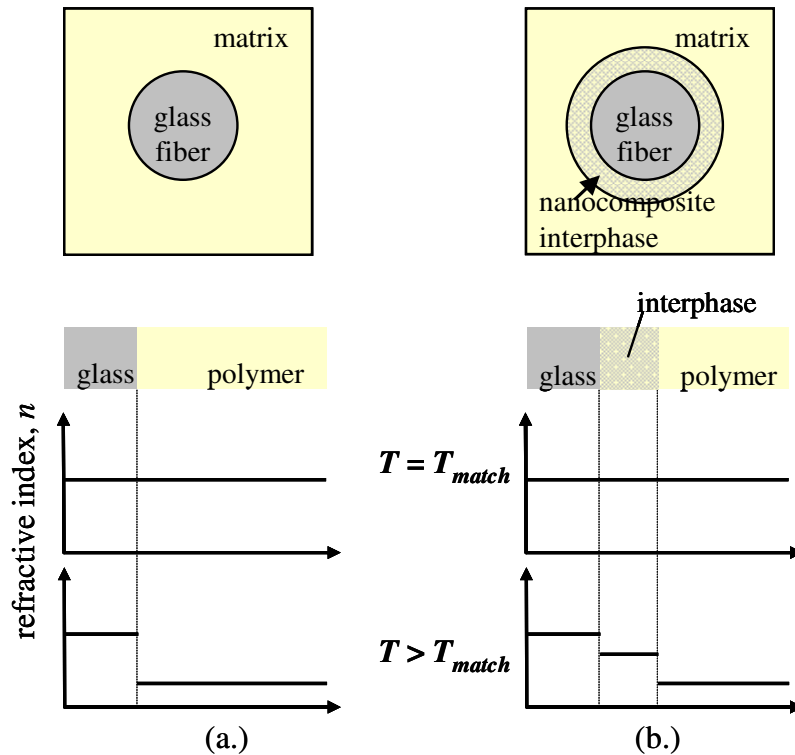 matrix
glass
fiber
matrix
glass
fiber
nanocomposite
interphase
interphase
glass
polymer
glass
polymer
refractive index, n
T = Tmatch
T > Tmatch
(a.)
(b.)